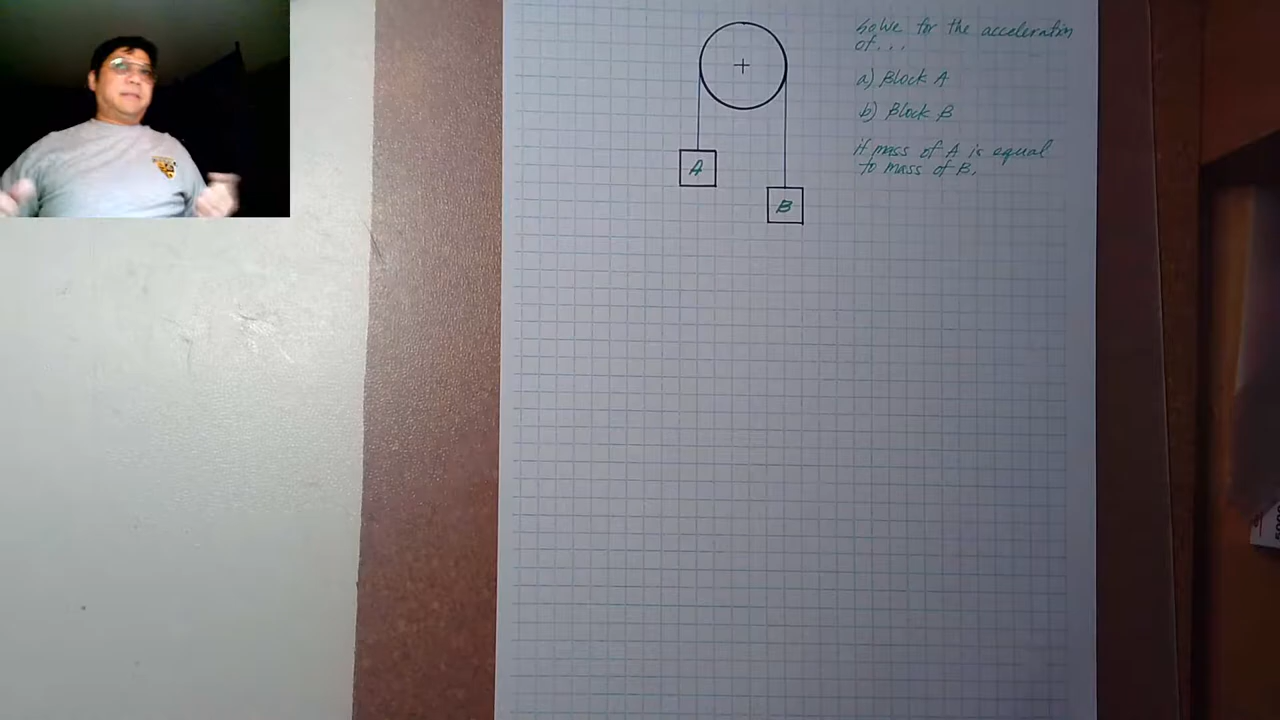 Solve for the acceleration
of...
a) Block A
b) Block B
if mass of A is equal
to mass of B.
A
B